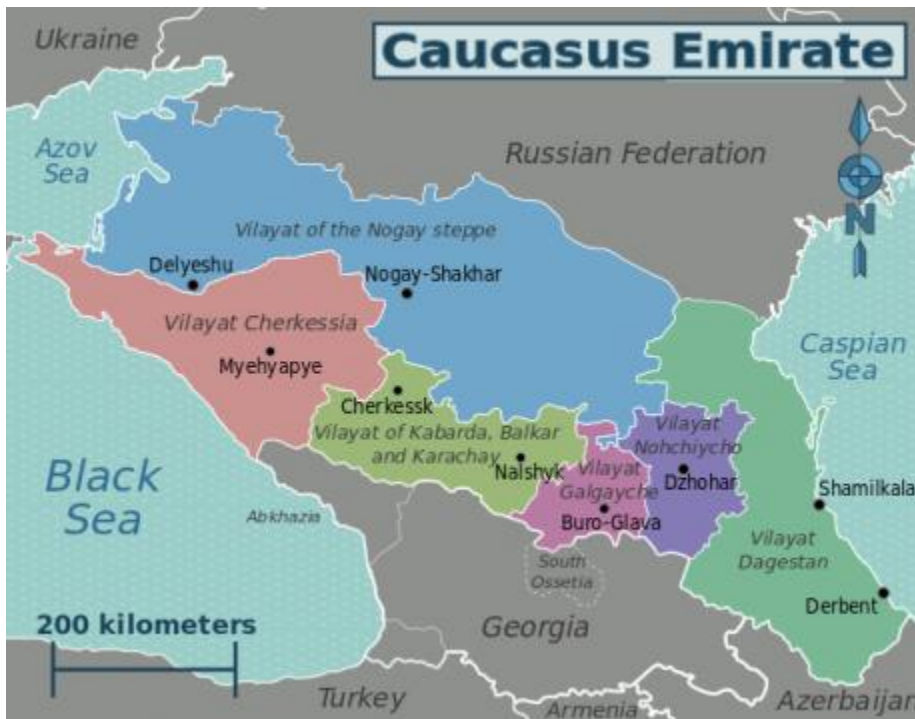 Ukraine
Caucasus Emirate
Azov
Sea
Russian Federation
N
Vilayat of the Nogay steppe
Delyeshu
Nogay-Shakhar
Vilayat Cherkessia
Myehyapye
Caspian
Sea
Cherkessk
Vilayat of Kabarda, Balkar
and Karachay
Nalshyk
Vilayat
Nohchiycho
Dzhohar
Vilayat
Galgayche
Buro-Glava
Shamilkala
Black
Sea
Abkhazia
Vilayat
Dagestan
South
Ossetia
Derbent
200 kilometers
Georgia
Turkey
Armenia
Azerbaijan